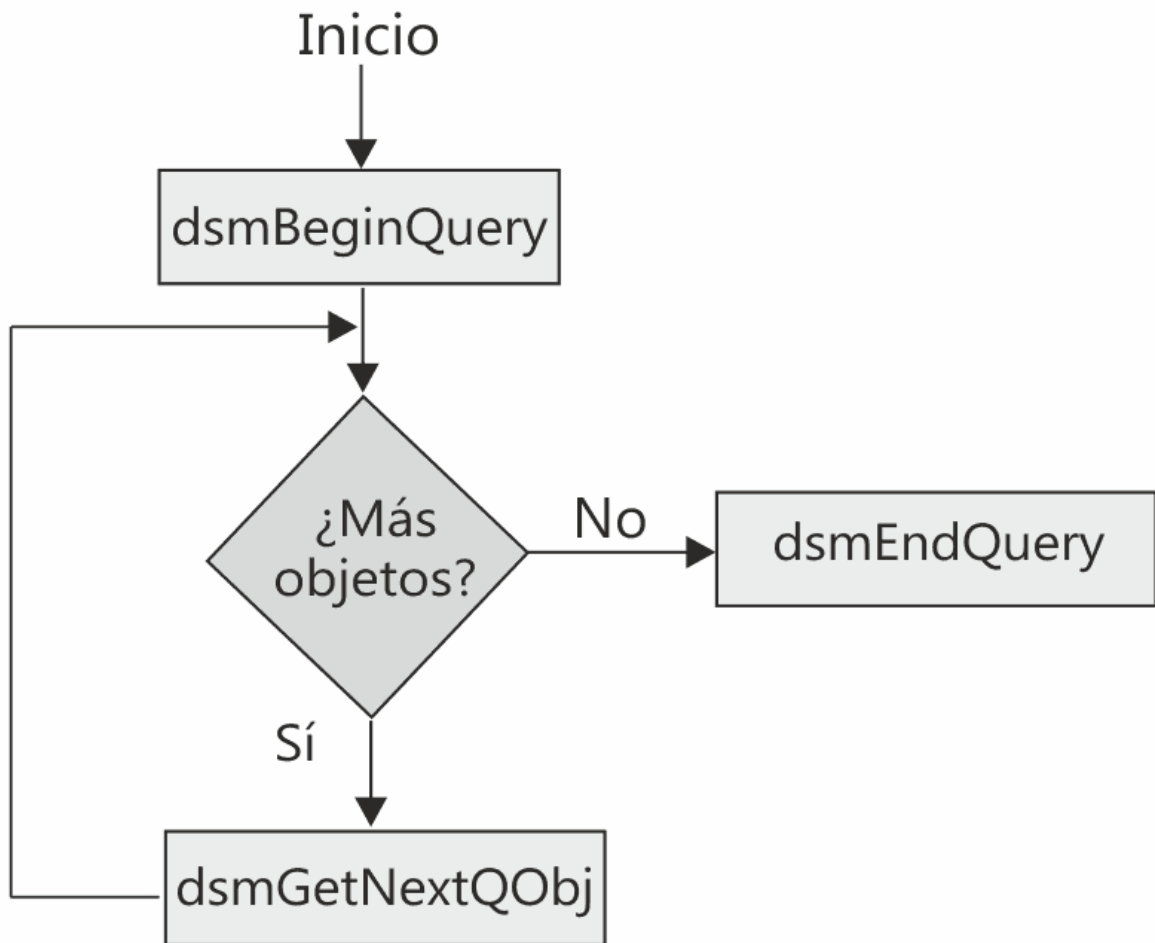 Inicio
dsmBeginQuery
¿Más
objetos?
No
dsmEndQuery
Sí
dsmGetNextQObj